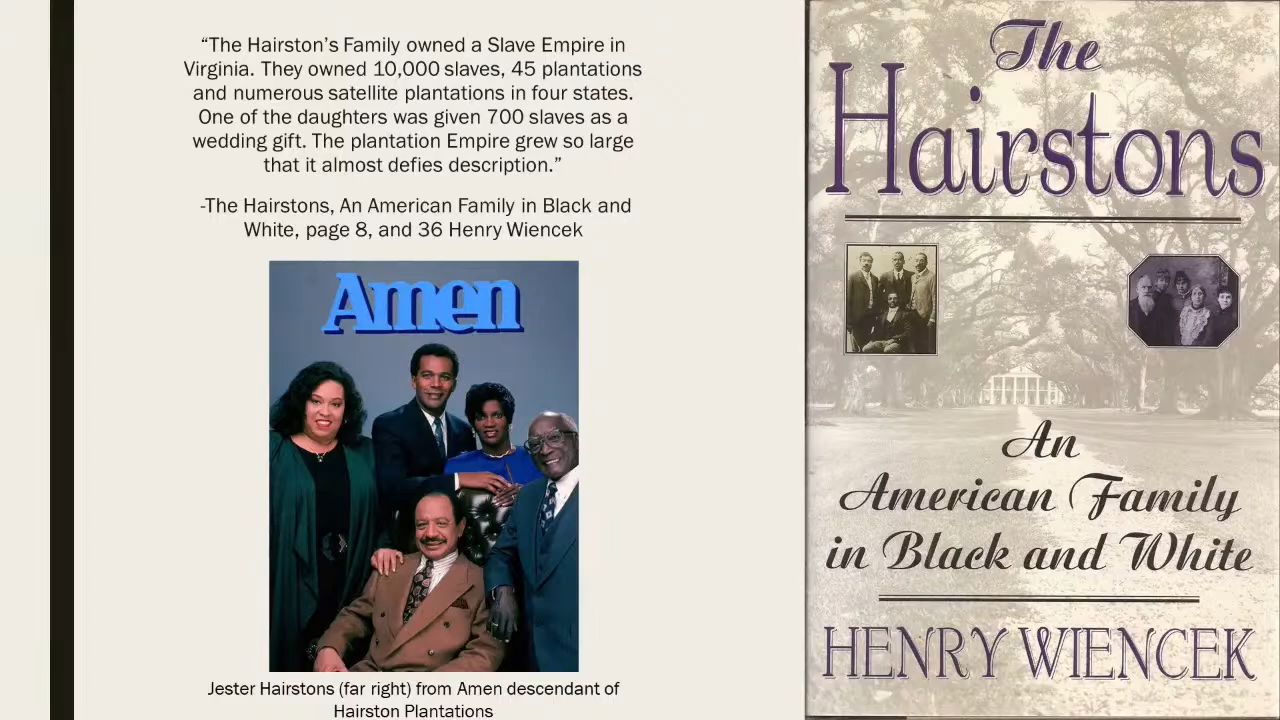 “The Hairston’s Family owned a Slave Empire in
Virginia. They owned 10,000 slaves, 45 plantations
and numerous satellite plantations in four states.
One of the daughters was given 700 slaves as a
wedding gift. The plantation Empire grew so large
that it almost defies description.”
-The Hairstons, An American Family in Black and
White, page 8, and 36 Henry Wiencek
Amen
Jester Hairstons (far right) from Amen descendant of
Hairston Plantations
The
Hairstons
An
American Family
in Black and White
HENRY WIENCEK